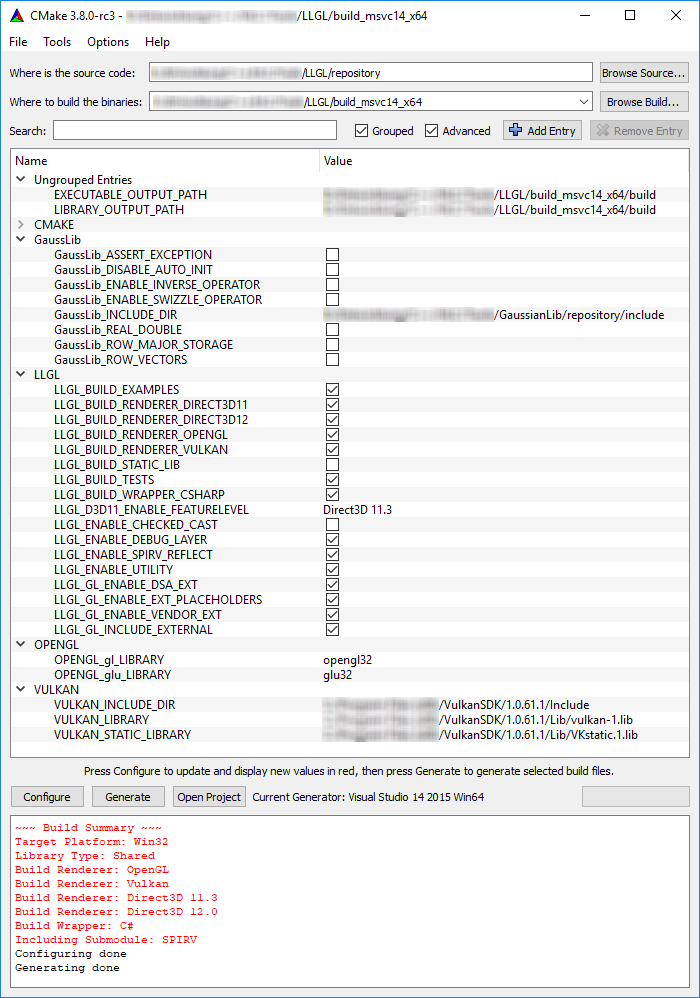 CMake 3.8.0-rc3 - /LLGL/build_msvc14_x64
File Tools Options Help
Where is the source code: /LLGL/repository Browse Source...
Where to build the binaries: /LLGL/build_msvc14_x64 Browse Build...
Search: Grouped Advanced Add Entry Remove Entry
Name Value
Ungrouped Entries
EXECUTABLE_OUTPUT_PATH /LLGL/build_msvc14_x64/build
LIBRARY_OUTPUT_PATH /LLGL/build_msvc14_x64/build
CMAKE
GaussLib
GaussLib_ASSERT_EXCEPTION
GaussLib_DISABLE_AUTO_INIT
GaussLib_ENABLE_INVERSE_OPERATOR
GaussLib_ENABLE_SWIZZLE_OPERATOR
GaussLib_INCLUDE_DIR /GaussianLib/repository/include
GaussLib_REAL_DOUBLE
GaussLib_ROW_MAJOR_STORAGE
GaussLib_ROW_VECTORS
LLGL
LLGL_BUILD_EXAMPLES
LLGL_BUILD_RENDERER_DIRECT3D11
LLGL_BUILD_RENDERER_DIRECT3D12
LLGL_BUILD_RENDERER_OPENGL
LLGL_BUILD_RENDERER_VULKAN
LLGL_BUILD_STATIC_LIB
LLGL_BUILD_TESTS
LLGL_BUILD_WRAPPER_CSHARP
LLGL_D3D11_ENABLE_FEATURELEVEL Direct3D 11.3
LLGL_ENABLE_CHECKED_CAST
LLGL_ENABLE_DEBUG_LAYER
LLGL_ENABLE_SPIRV_REFLECT
LLGL_ENABLE_UTILITY
LLGL_GL_ENABLE_DSA_EXT
LLGL_GL_ENABLE_EXT_PLACEHOLDERS
LLGL_GL_ENABLE_VENDOR_EXT
LLGL_GL_INCLUDE_EXTERNAL
OPENGL
OPENGL_gl_LIBRARY opengl32
OPENGL_glu_LIBRARY glu32
VULKAN
VULKAN_INCLUDE_DIR /VulkanSDK/1.0.61.1/Include
VULKAN_LIBRARY /VulkanSDK/1.0.61.1/Lib/vulkan-1.lib
VULKAN_STATIC_LIBRARY /VulkanSDK/1.0.61.1/Lib/VKstatic.1.lib
Press Configure to update and display new values in red, then press Generate to generate selected build files.
Configure Generate Open Project Current Generator: Visual Studio 14 2015 Win64
~~~ Build Summary ~~~
Target Platform: Win32
Library Type: Shared
Build Renderer: OpenGL
Build Renderer: Vulkan
Build Renderer: Direct3D 11.3
Build Renderer: Direct3D 12.0
Build Wrapper: C#
Including Submodule: SPIRV
Configuring done
Generating done